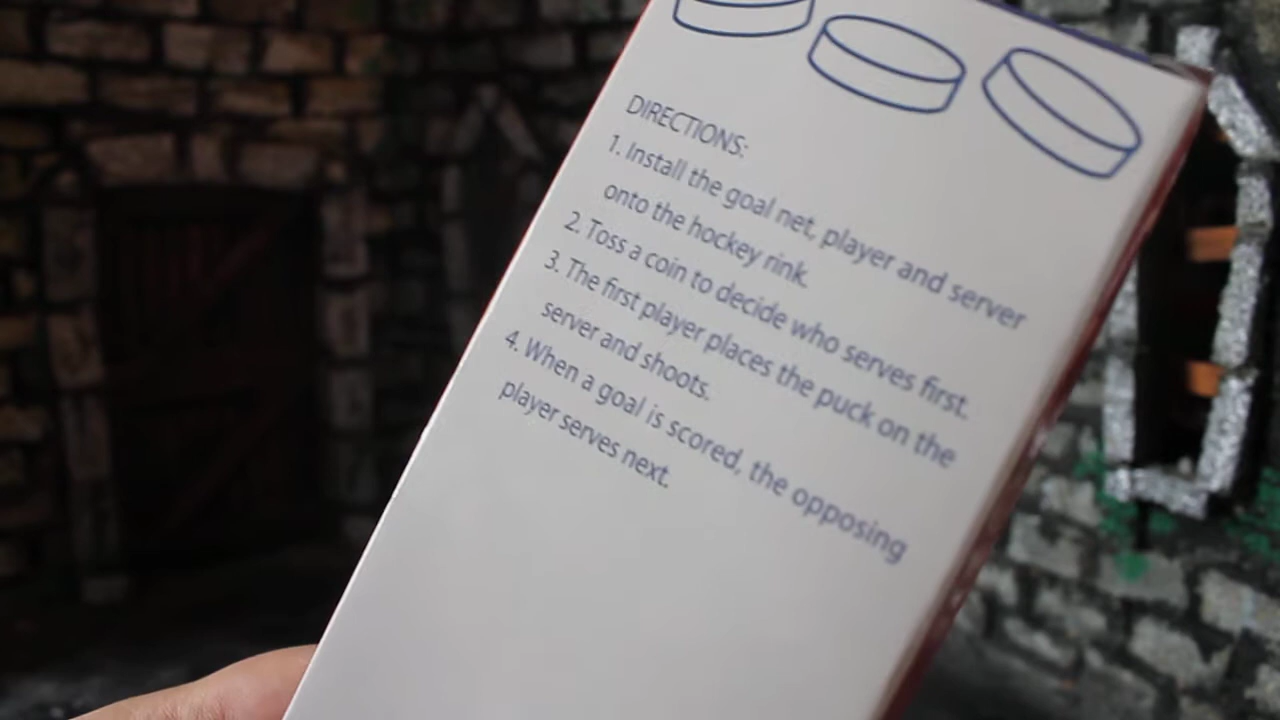 DIRECTIONS:
1. Install the goal net, player and server
onto the hockey rink.
2. Toss a coin to decide who serves first.
3. The first player places the puck on the
server and shoots.
4. When a goal is scored, the opposing
player serves next.